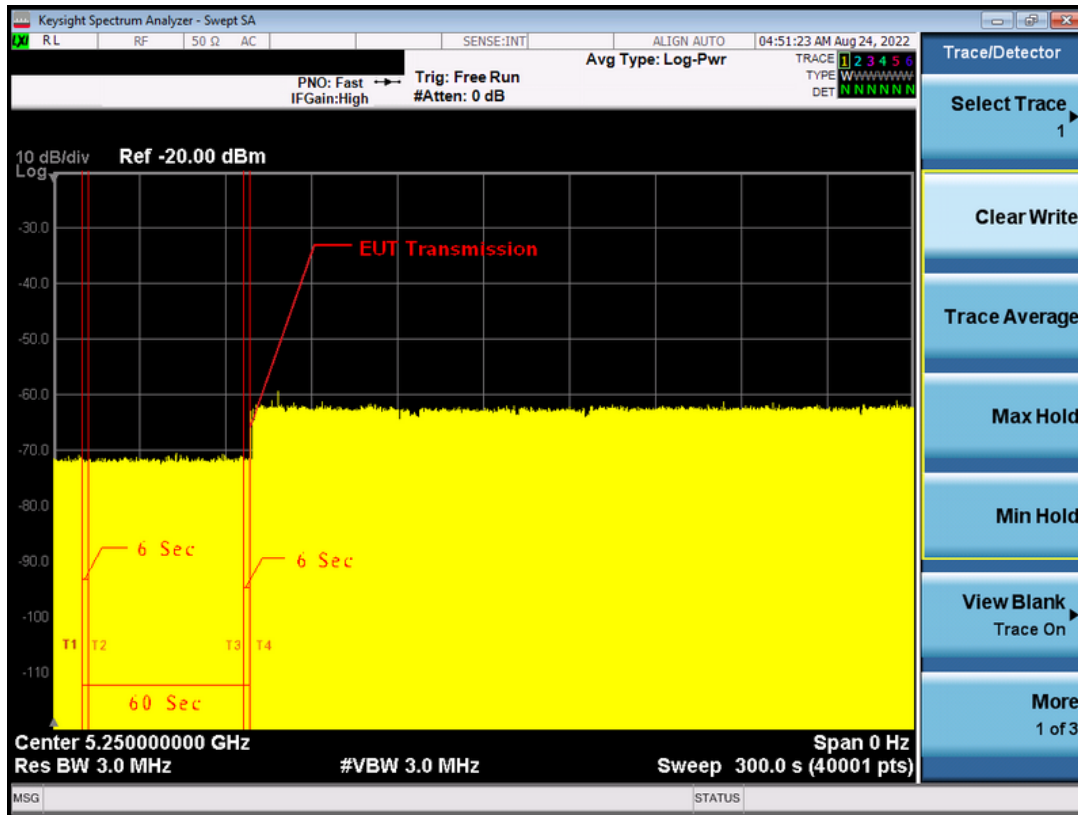 Keysight Spectrum Analyzer - Swept SA
LXI RL RF 50 Ω AC SENSE:INT ALIGN AUTO 04:51:23 AM Aug 24, 2022
PNO: Fast
IFGain:High
Trig: Free Run
#Atten: 0 dB
Avg Type: Log-Pwr
TRACE 1 2 3 4 5 6
TYPE WWWWWWW
DET N N N N N N
10 dB/div
Log
Ref -20.00 dBm
-30.0
-40.0
-50.0
-60.0
-70.0
-80.0
-90.0
-100
-110
EUT Transmission
6 Sec
6 Sec
T1 T2 T3 T4
60 Sec
Center 5.250000000 GHz Span 0 Hz
Res BW 3.0 MHz #VBW 3.0 MHz Sweep 300.0 s (40001 pts)
MSG STATUS
Trace/Detector
Select Trace
1
Clear Write
Trace Average
Max Hold
Min Hold
View Blank
Trace On
More
1 of 3